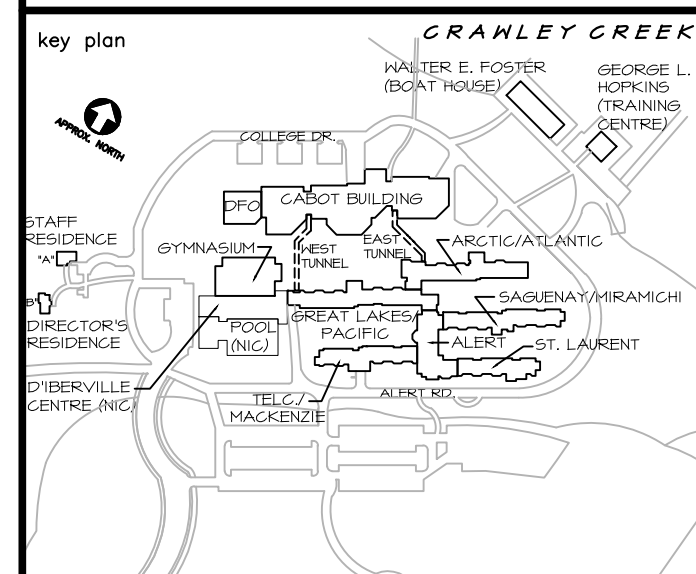 CRAWLEY CREEK
key plan
WALTER E. FOSTER
(BOAT HOUSE)
GEORGE L.
HOPKINS
(TRAINING
CENTRE)
APPROX. NORTH
COLLEGE DR.
DFO
CABOT BUILDING
STAFF
RESIDENCE
"A"
GYMNASIUM
WEST
TUNNEL
EAST
TUNNEL
ARCTIC/ATLANTIC
B"
SAGUENAY/MIRAMICHI
DIRECTOR'S
RESIDENCE
POOL
(NIC)
GREAT LAKES/
PACIFIC
ALERT
ST. LAURENT
D'IBERVILLE
CENTRE (NIC)
TELC./
MACKENZIE
ALERT RD.